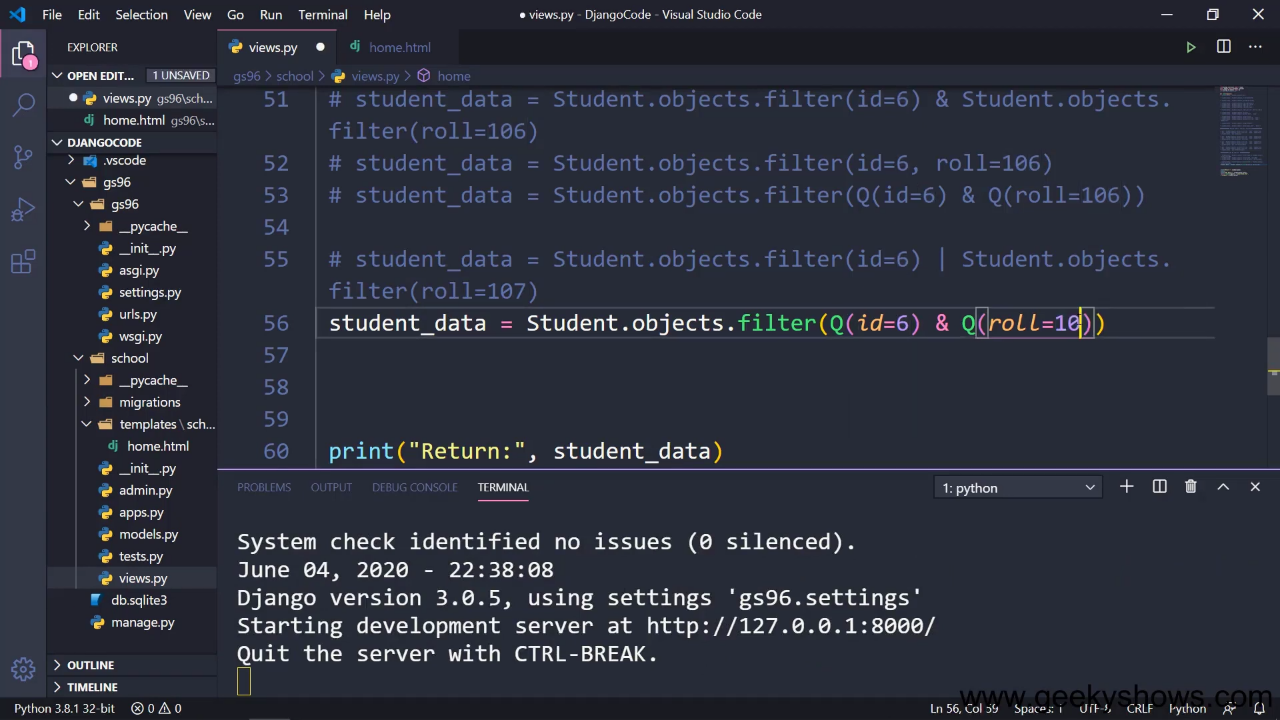 File Edit Selection View Go Run Terminal Help
● views.py - DjangoCode - Visual Studio Code
EXPLORER
views.py
home.html
OPEN EDIT... 1 UNSAVED
gs96 > school > views.py > home
views.py gs96\sc...
home.html gs96\s...
DJANGOCODE
.vscode
gs96
gs96
__pycache__
__init__.py
asgi.py
settings.py
urls.py
wsgi.py
school
__pycache__
migrations
templates\sc...
home.html
__init__.py
admin.py
apps.py
models.py
tests.py
views.py
db.sqlite3
manage.py
OUTLINE
TIMELINE
51 # student_data = Student.objects.filter(id=6) & Student.objects.
filter(roll=106)
52 # student_data = Student.objects.filter(id=6, roll=106)
53 # student_data = Student.objects.filter(Q(id=6) & Q(roll=106))
54
55 # student_data = Student.objects.filter(id=6) | Student.objects.
filter(roll=107)
56 student_data = Student.objects.filter(Q(id=6) & Q(roll=10))
57
58
59
60 print("Return:", student_data)
PROBLEMS OUTPUT DEBUG CONSOLE TERMINAL 1: python
System check identified no issues (0 silenced).
June 04, 2020 - 22:38:08
Django version 3.0.5, using settings 'gs96.settings'
Starting development server at http://127.0.0.1:8000/
Quit the server with CTRL-BREAK.
www.geekyshows.com
Python 3.8.1 32-bit 0 0 Ln 56, Col 59 Spaces: 1 UTF-8 CRLF Python